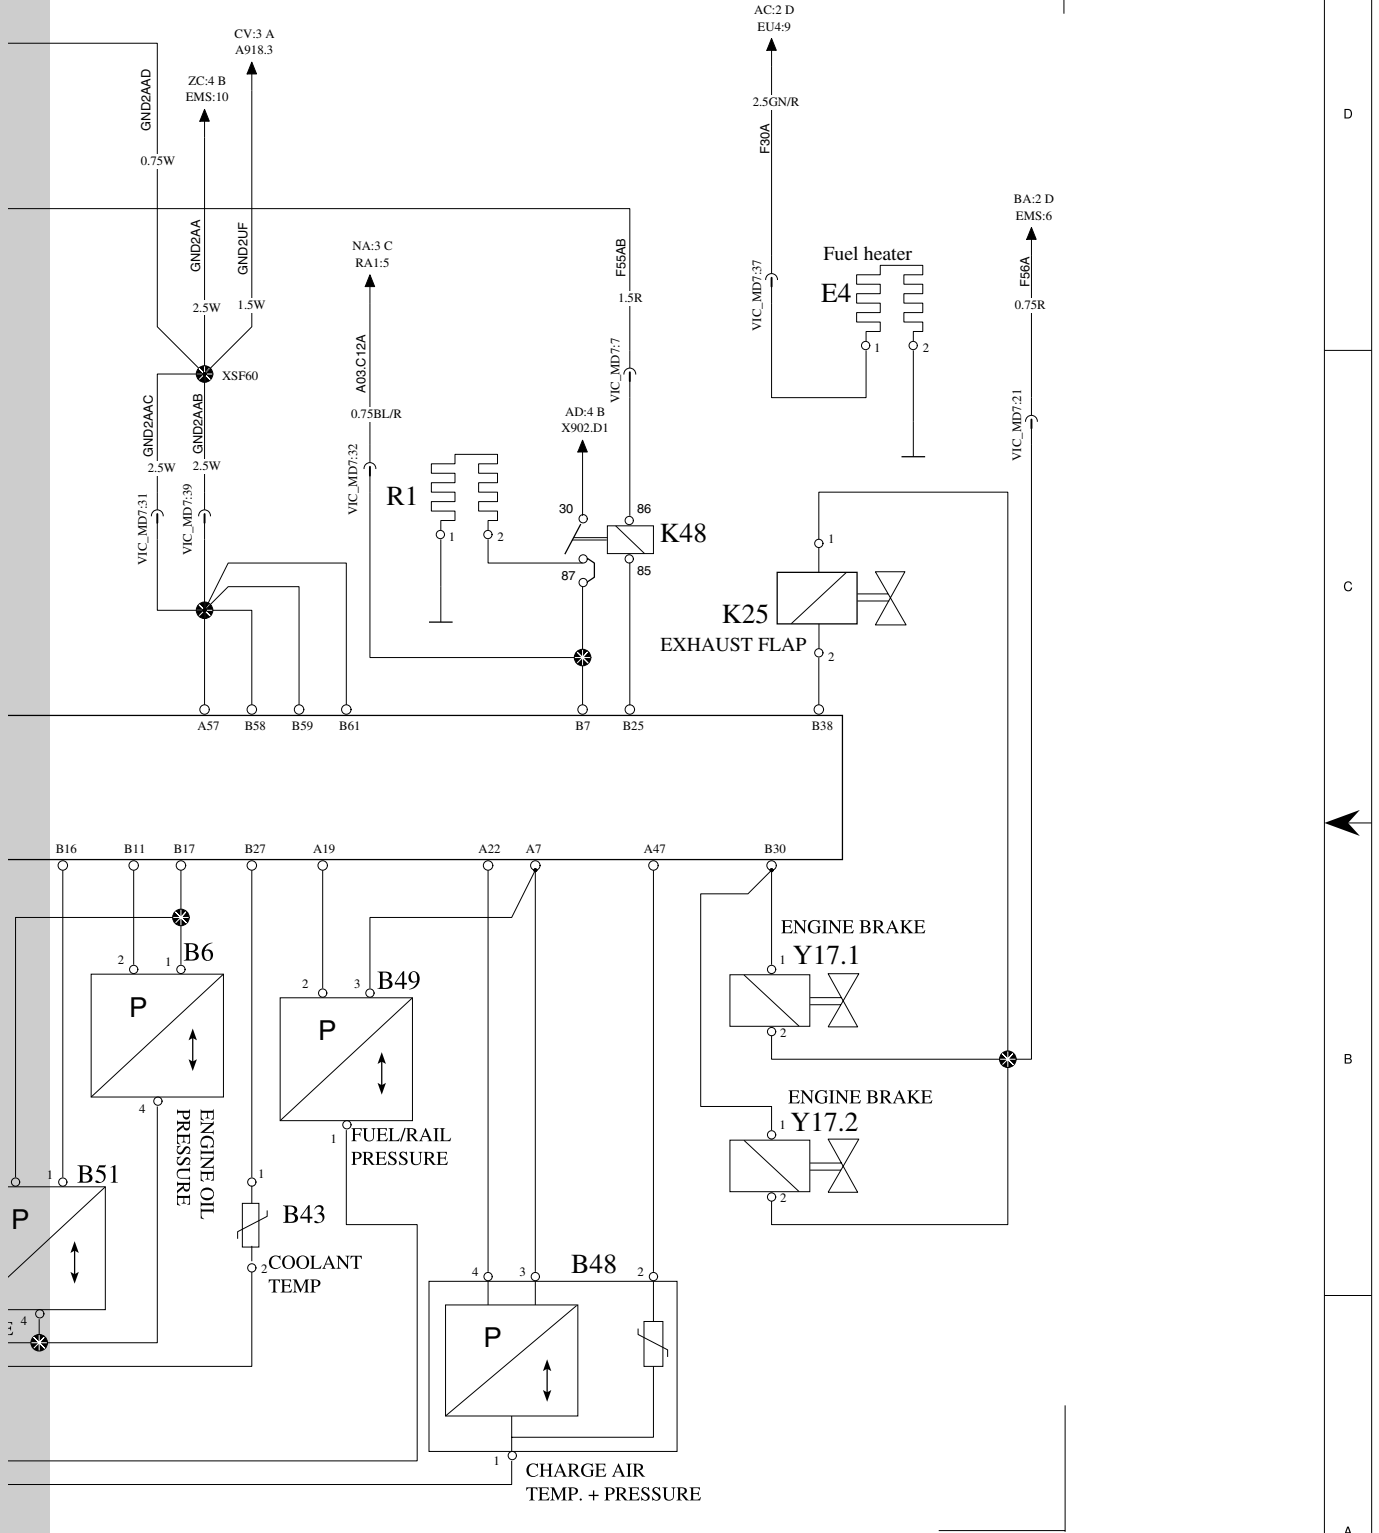 AC:2 D
EU4:9
CV:3 A
A918.3
ZC:4 B
EMS:10
GND2AAD
2.5GN/R
F30A
D
0.75W
BA:2 D
EMS:6
GND2AA
GND2UF
NA:3 C
RA1:5
F55AB
Fuel heater
E4
VIC_MD7:37
F56A
2.5W
1.5W
1.5R
0.75R
1
2
XSF60
A03.C12A
VIC_MD7:7
GND2AAC
GND2AAB
0.75BL/R
AD:4 B
X902.D1
VIC_MD7:21
2.5W
2.5W
VIC_MD7:31
VIC_MD7:39
VIC_MD7:32
R1
1
2
30
86
K48
87
85
1
C
K25
EXHAUST FLAP
2
A57
B58
B59
B61
B7
B25
B38
B16
B11
B17
B27
A19
A22
A7
A47
B30
ENGINE BRAKE
Y17.1
1
2
2
1
B6
P
2
3
B49
P
B
4
ENGINE OIL
PRESSURE
ENGINE BRAKE
Y17.2
1
2
1
FUEL/RAIL
PRESSURE
1
B51
P
1
B43
2
COOLANT
TEMP
4
E
4
3
B48
2
P
1
CHARGE AIR
TEMP. + PRESSURE
A